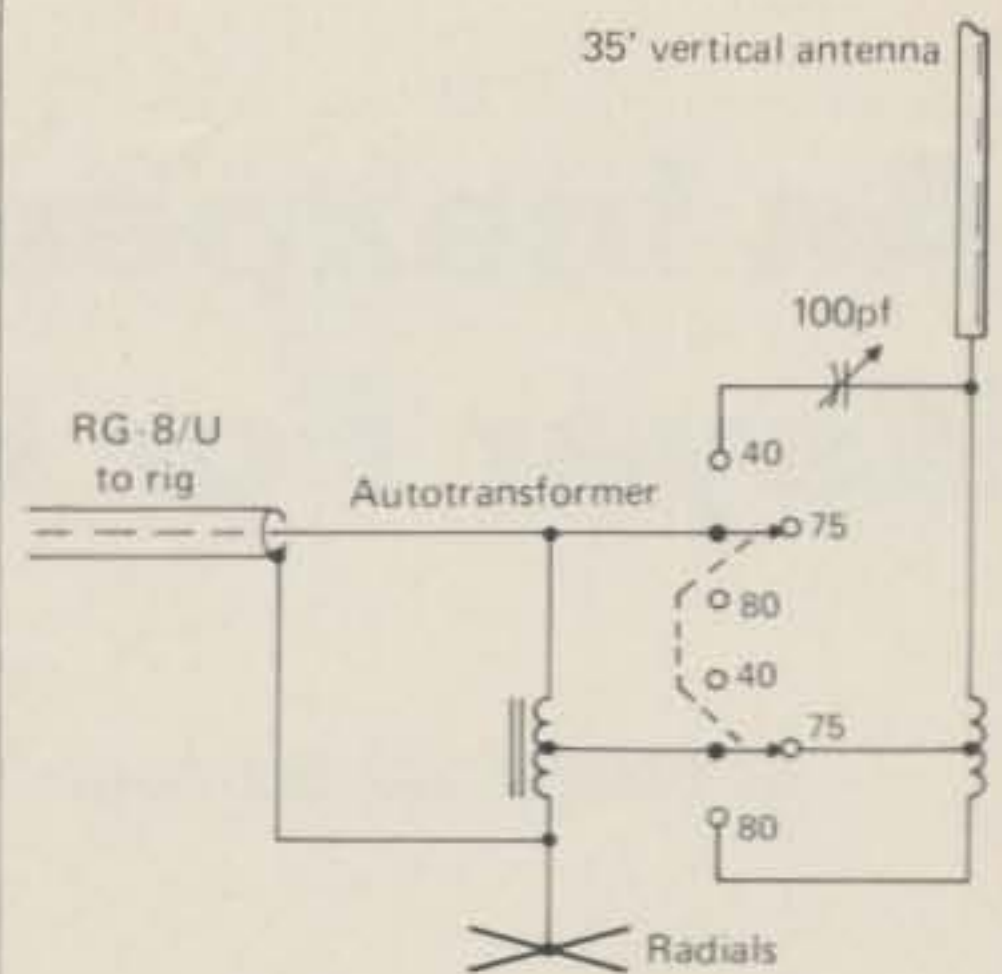 35' vertical antenna
100pf
RG-8/U
to rig
Autotransformer
40
75
80
40
75
80
Radials